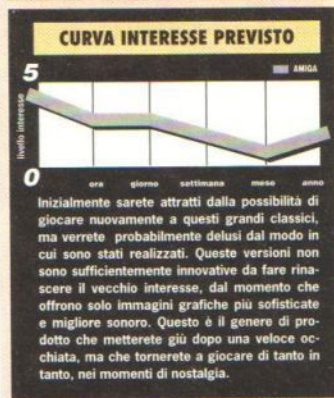 CURVA INTERESSE PREVISTO
5
AMIGA
livello interesse
0
ora giorno settimana mese anno
Inizialmente sarete attratti dalla possibilità di
giocare nuovamente a questi grandi classici,
ma verrete probabilmente delusi dal modo in
cui sono stati realizzati. Queste versioni non
sono sufficientemente innovative da fare rina-
scere il vecchio interesse, dal momento che
offrono solo immagini grafiche più sofisticate
e migliore sonoro. Questo è il genere di pro-
dotto che metterete giù dopo una veloce oc-
chiata, ma che tornerete a giocare di tanto in
tanto, nei momenti di nostalgia.